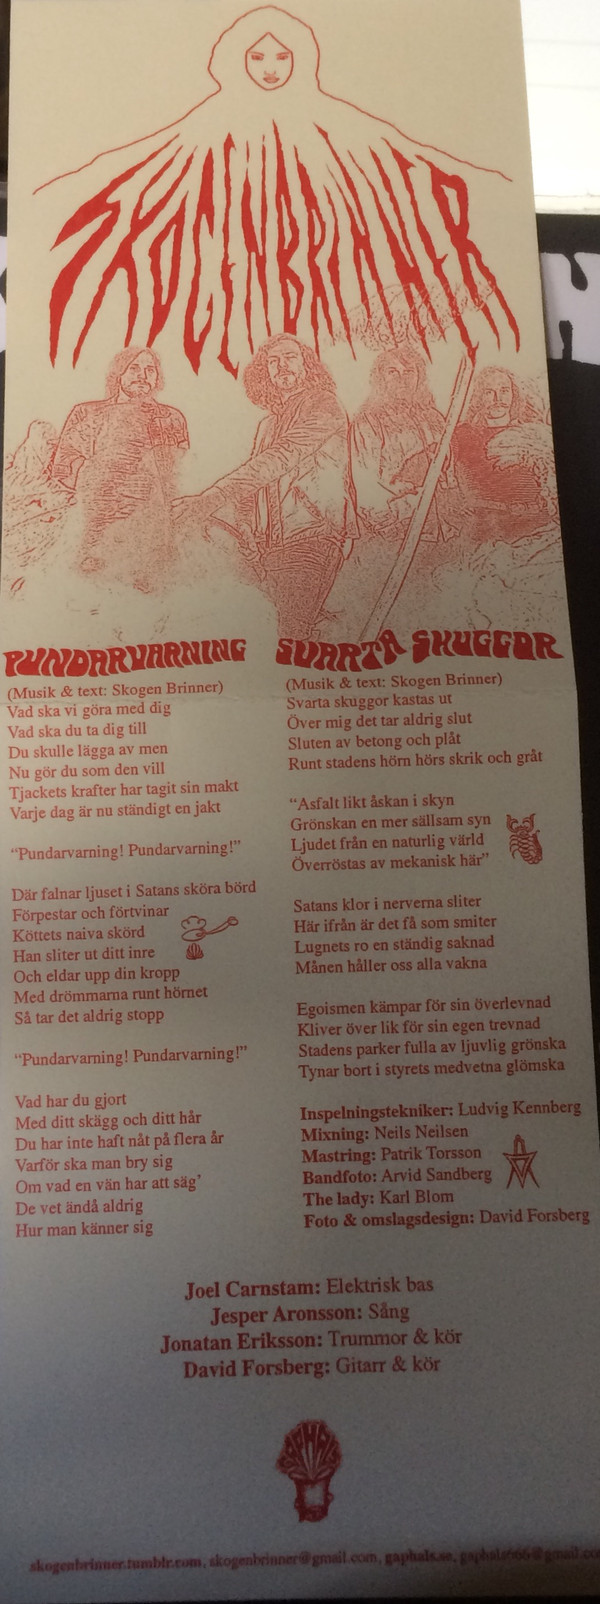 SKOGEN BRINNER
PUNDARVARNING
(Musik & text: Skogen Brinner)
Vad ska vi göra med dig
Vad ska du ta dig till
Du skulle lägga av men
Nu gör du som den vill
Tjackets krafter har tagit sin makt
Varje dag är nu ständigt en jakt
“Pundarvarning! Pundarvarning!”
Där falnar ljuset i Satans sköra börd
Förpestar och förtvinar
Köttets naiva skörd
Han sliter ut ditt inre
Och eldar upp din kropp
Med drömmarna runt hörnet
Så tar det aldrig stopp
“Pundarvarning! Pundarvarning!”
Vad har du gjort
Med ditt skägg och ditt hår
Du har inte haft nåt på flera år
Varför ska man bry sig
Om vad en vän har att säg’
De vet ändå aldrig
Hur man känner sig
SVARTA SKUGGOR
(Musik & text: Skogen Brinner)
Svarta skuggor kastas ut
Över mig det tar aldrig slut
Sluten av betong och plåt
Runt stadens hörn hörs skrik och gråt
“Asfalt likt åskan i skyn
Grönskan en mer sällsam syn
Ljudet från en naturlig värld
Överröstas av mekanisk här”
Satans klor i nerverna sliter
Här ifrån är det få som smiter
Lugnets ro en ständig saknad
Månen håller oss alla vakna
Egoismen kämpar för sin överlevnad
Kliver över lik för sin egen trevnad
Stadens parker fulla av ljuvlig grönska
Tynar bort i styrets medvetna glömska
Inspelningstekniker: Ludvig Kennberg
Mixning: Neils Neilsen
Mastring: Patrik Torsson
Bandfoto: Arvid Sandberg
The lady: Karl Blom
Foto & omslagsdesign: David Forsberg
Joel Carnstam: Elektrisk bas
Jesper Aronsson: Sång
Jonatan Eriksson: Trummor & kör
David Forsberg: Gitarr & kör
GAPHALS
skogenbrinner.tumblr.com, skogenbrinner@gmail.com, gaphals.se, gaphals666@gmail.co